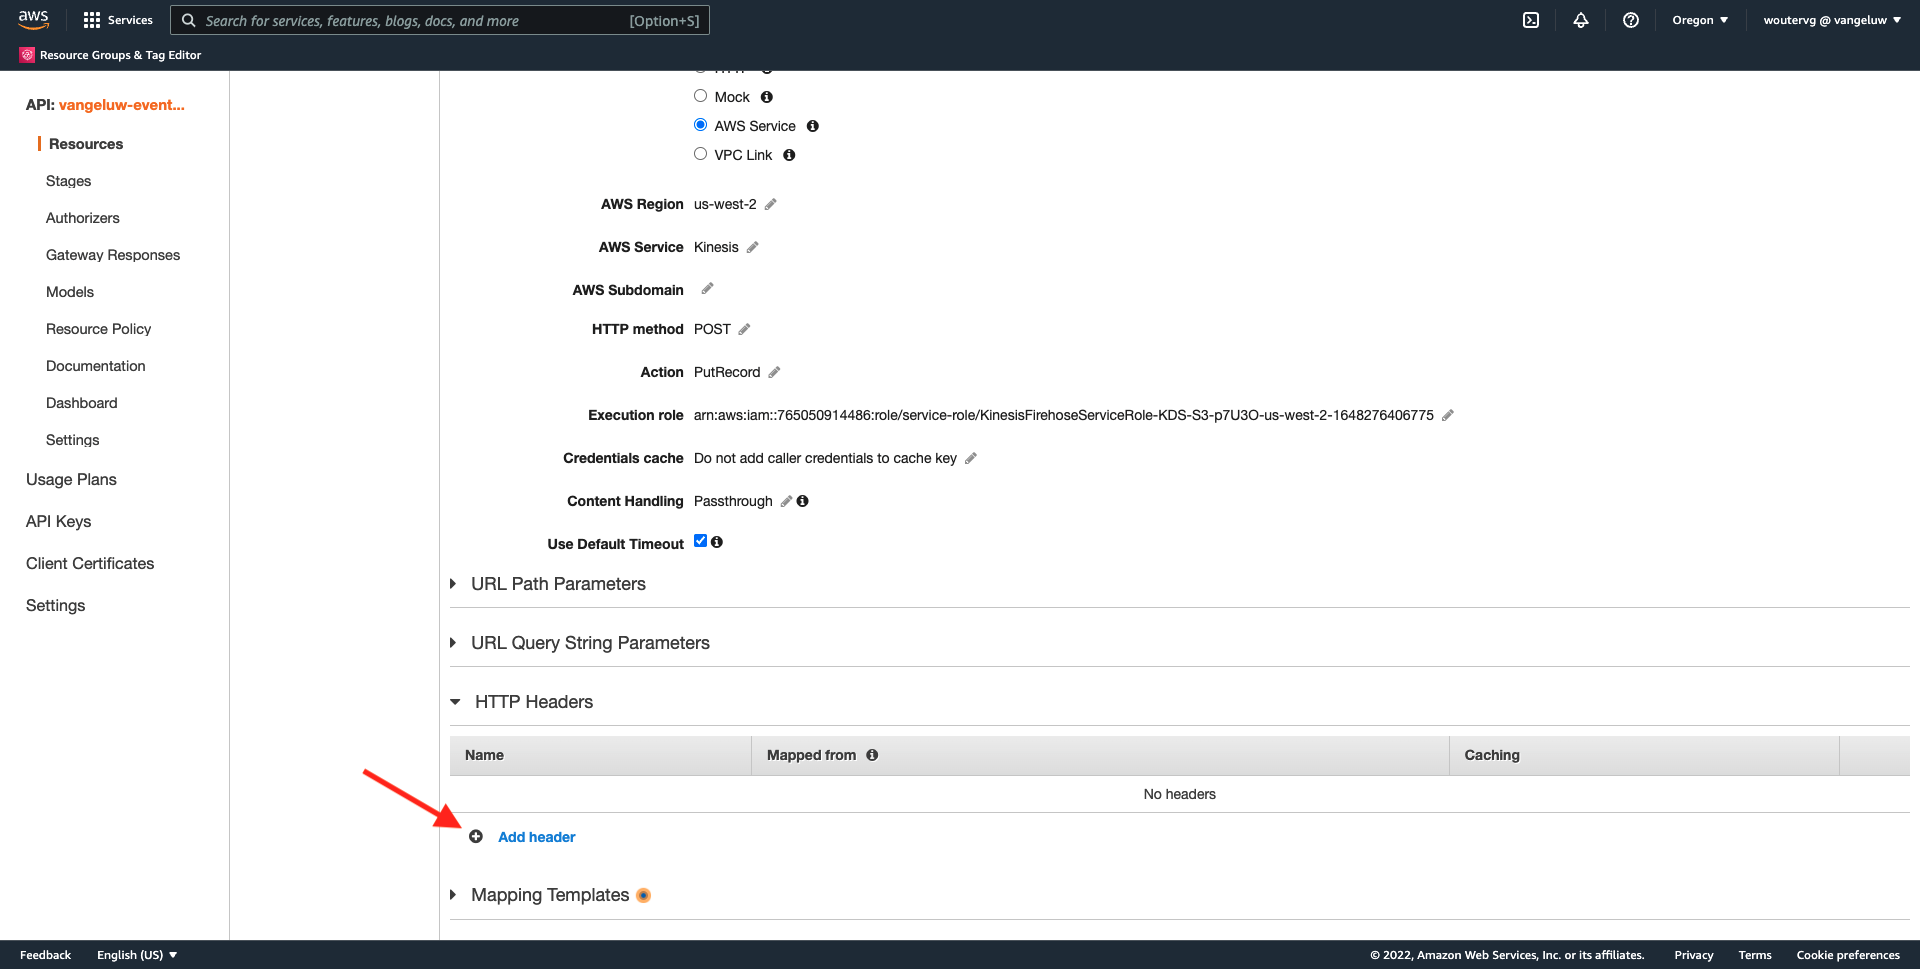 aws
Services
Search for services, features, blogs, docs, and more
[Option+S]
Oregon
woutervg @ vangeluw
Resource Groups & Tag Editor
API: vangeluw-event...
Resources
Stages
Authorizers
Gateway Responses
Models
Resource Policy
Documentation
Dashboard
Settings
Usage Plans
API Keys
Client Certificates
Settings
Mock
AWS Service
VPC Link
AWS Region us-west-2
AWS Service Kinesis
AWS Subdomain
HTTP method POST
Action PutRecord
Execution role arn:aws:iam::765050914486:role/service-role/KinesisFirehoseServiceRole-KDS-S3-p7U3O-us-west-2-1648276406775
Credentials cache Do not add caller credentials to cache key
Content Handling Passthrough
Use Default Timeout
URL Path Parameters
URL Query String Parameters
HTTP Headers
Name Mapped from Caching
No headers
Add header
Mapping Templates
Feedback English (US) © 2022, Amazon Web Services, Inc. or its affiliates. Privacy Terms Cookie preferences